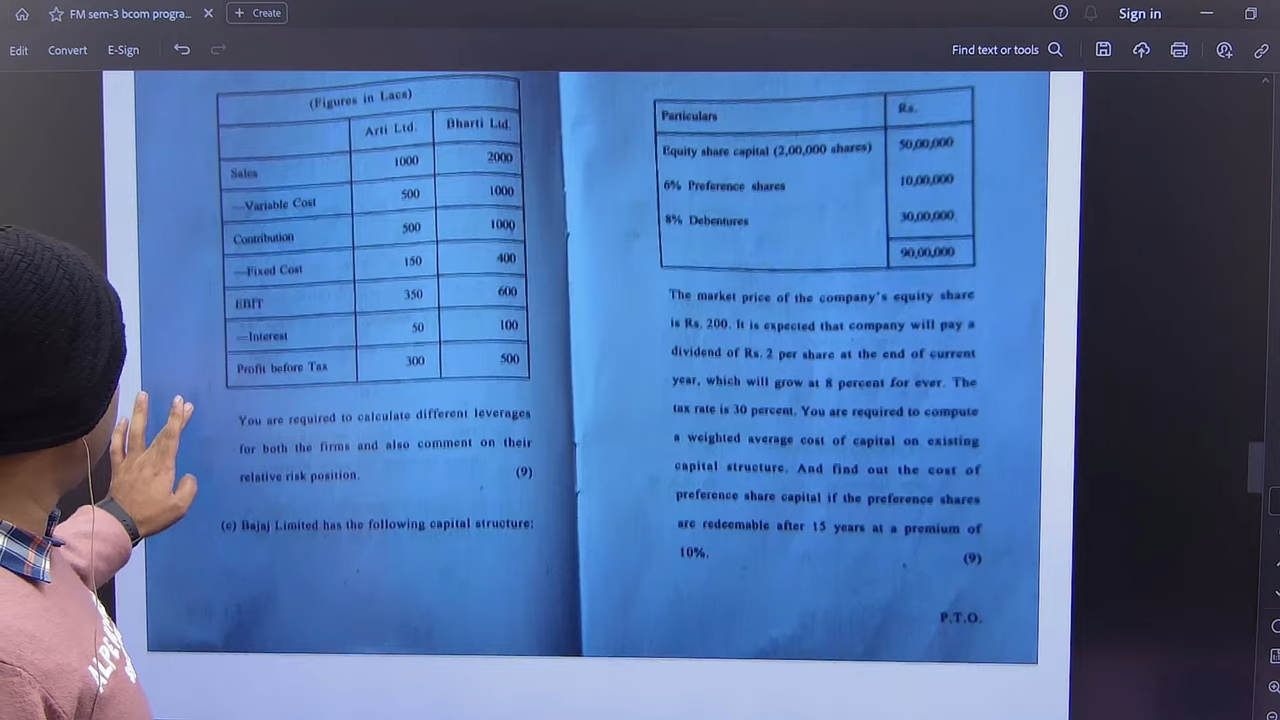 FM sem-3 bcom progra...
Create
Sign in
Edit
Convert
E-Sign
Find text or tools
(Figures in Lacs)
Arti Ltd. Bharti Ltd.
Sales 1000 2000
—Variable Cost 500 1000
Contribution 500 1000
—Fixed Cost 150 400
EBIT 350 600
—Interest 50 100
Profit before Tax 300 500
You are required to calculate different leverages
for both the firms and also comment on their
relative risk position. (9)
(c) Bajaj Limited has the following capital structure:
Particulars Rs.
Equity share capital (2,00,000 shares) 50,00,000
6% Preference shares 10,00,000
8% Debentures 30,00,000
90,00,000
The market price of the company's equity share
is Rs. 200. It is expected that company will pay a
dividend of Rs. 2 per share at the end of current
year, which will grow at 8 percent for ever. The
tax rate is 30 percent. You are required to compute
a weighted average cost of capital on existing
capital structure. And find out the cost of
preference share capital if the preference shares
are redeemable after 15 years at a premium of
10%. (9)
P.T.O.